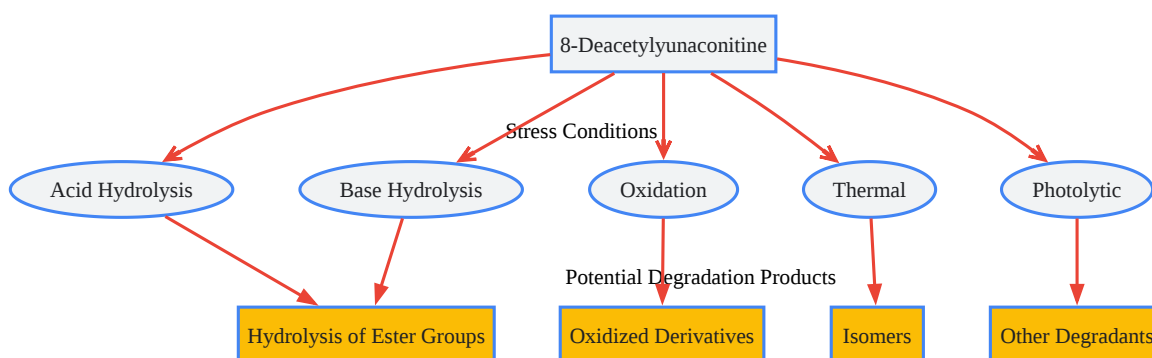 8-Deacetylyunaconitine
Stress Conditions
Acid Hydrolysis
Base Hydrolysis
Oxidation
Thermal
Photolytic
Potential Degradation Products
Hydrolysis of Ester Groups
Oxidized Derivatives
Isomers
Other Degradants